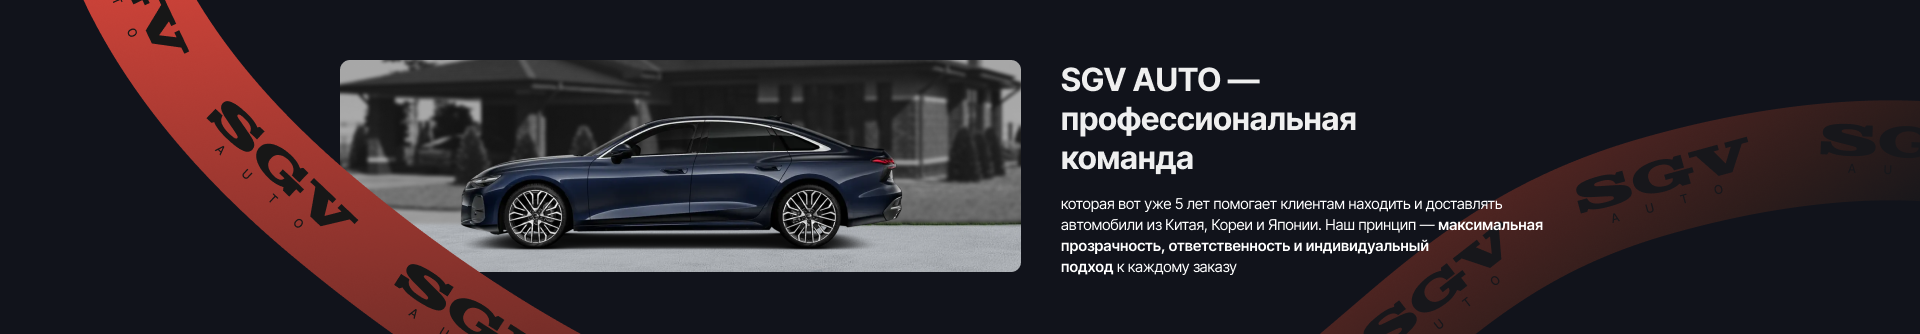 SGV AUTO —
профессиональная
команда
которая вот уже 5 лет помогает клиентам находить и доставлять
автомобили из Китая, Кореи и Японии. Наш принцип — максимальная
прозрачность, ответственность и индивидуальный
подход к каждому заказу
SGV
AUTO
SGV
SGV
AUTO
SGV
AUTO